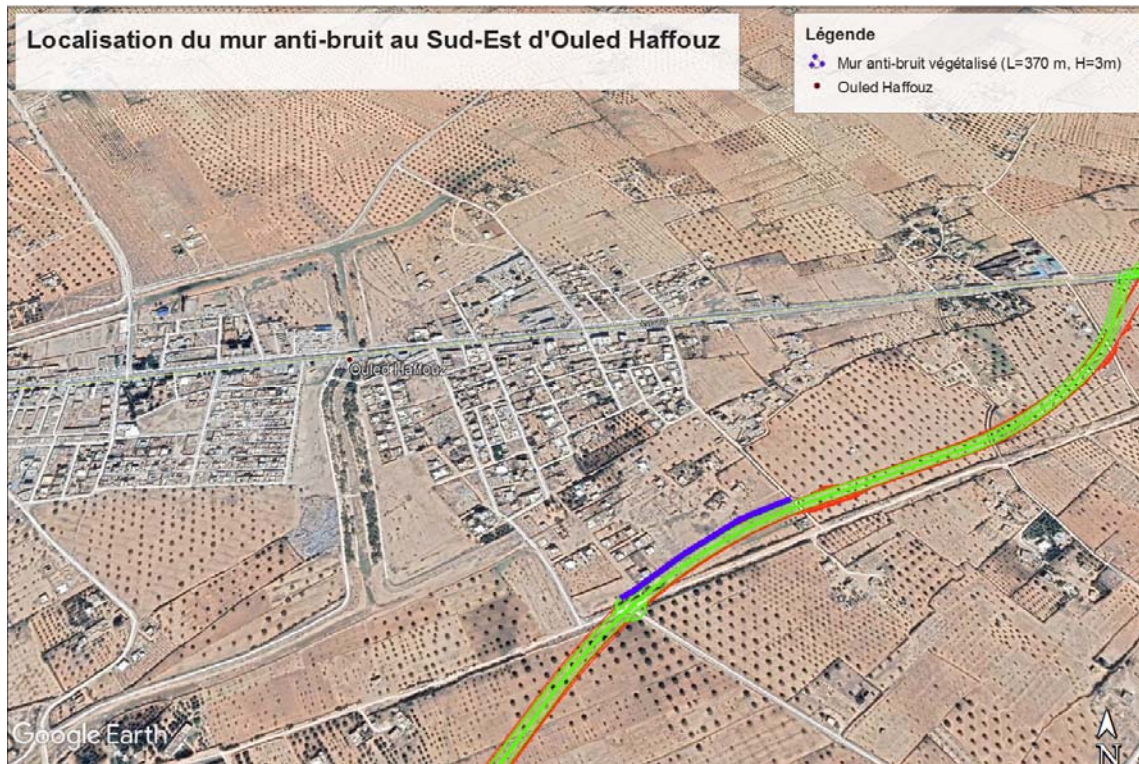 Localisation du mur anti-bruit au Sud-Est d'Ouled Haffouz
Légende
Mur anti-bruit végétalisé (L=370 m, H=3m)
Ouled Haffouz
Ouled Haffouz
Google Earth
N